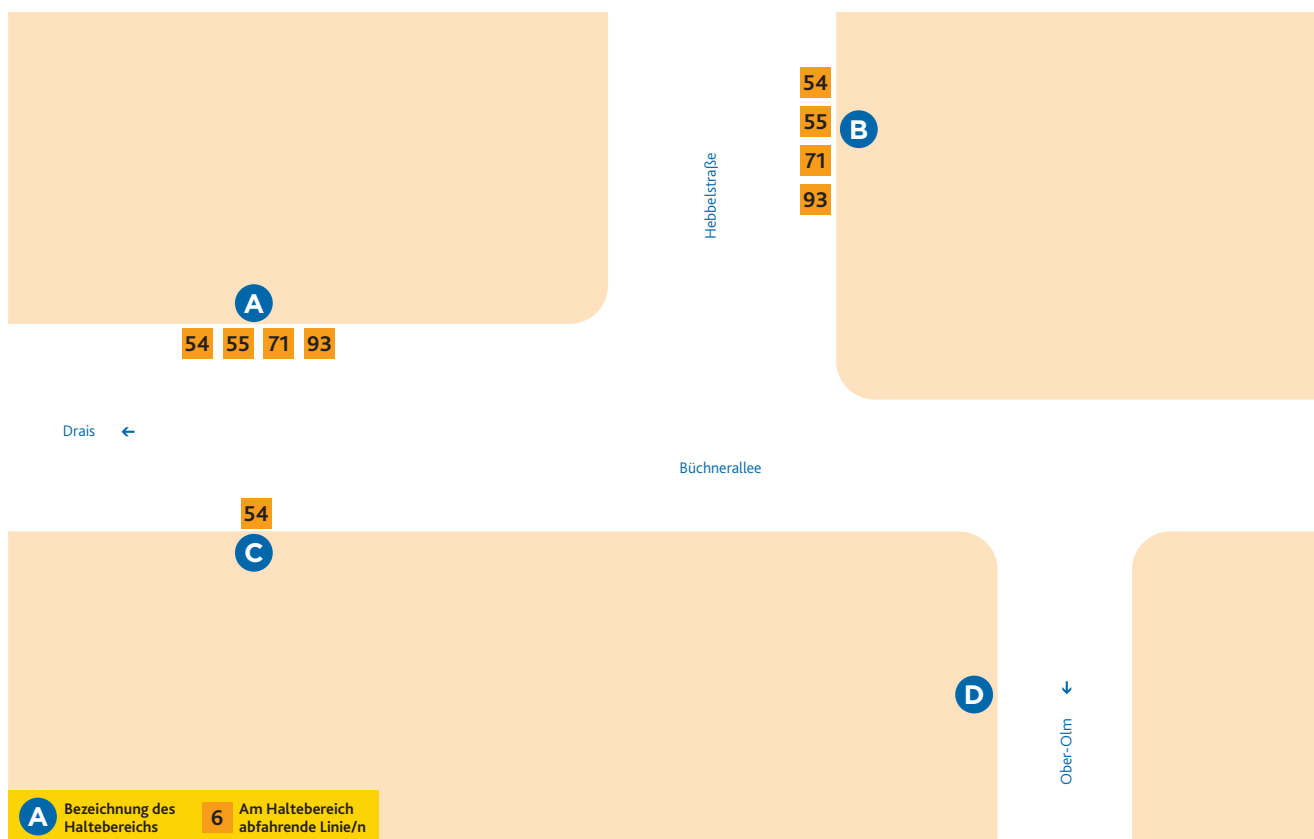 54
55
B
71
93
Hebbelstraße
A
54 55 71 93
Drais ←
Büchnerallee
54
C
D
Ober-Olm ←
A Bezeichnung des Haltebereichs
6 Am Haltebereich abfahrende Linie/n